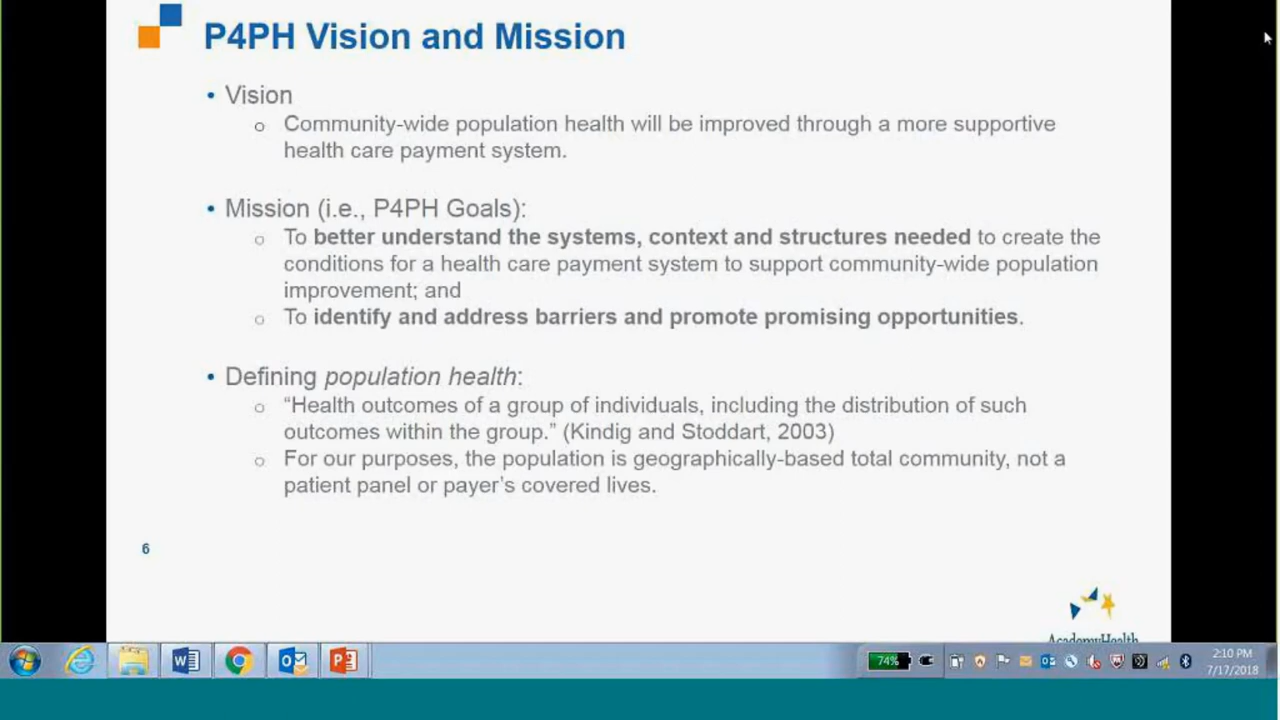 P4PH Vision and Mission
• Vision
o Community-wide population health will be improved through a more supportive
health care payment system.
• Mission (i.e., P4PH Goals):
o To better understand the systems, context and structures needed to create the
conditions for a health care payment system to support community-wide population
improvement; and
o To identify and address barriers and promote promising opportunities.
• Defining population health:
o “Health outcomes of a group of individuals, including the distribution of such
outcomes within the group.” (Kindig and Stoddart, 2003)
o For our purposes, the population is geographically-based total community, not a
patient panel or payer’s covered lives.
6
AcademyHealth
74%
2:10 PM
7/17/2018